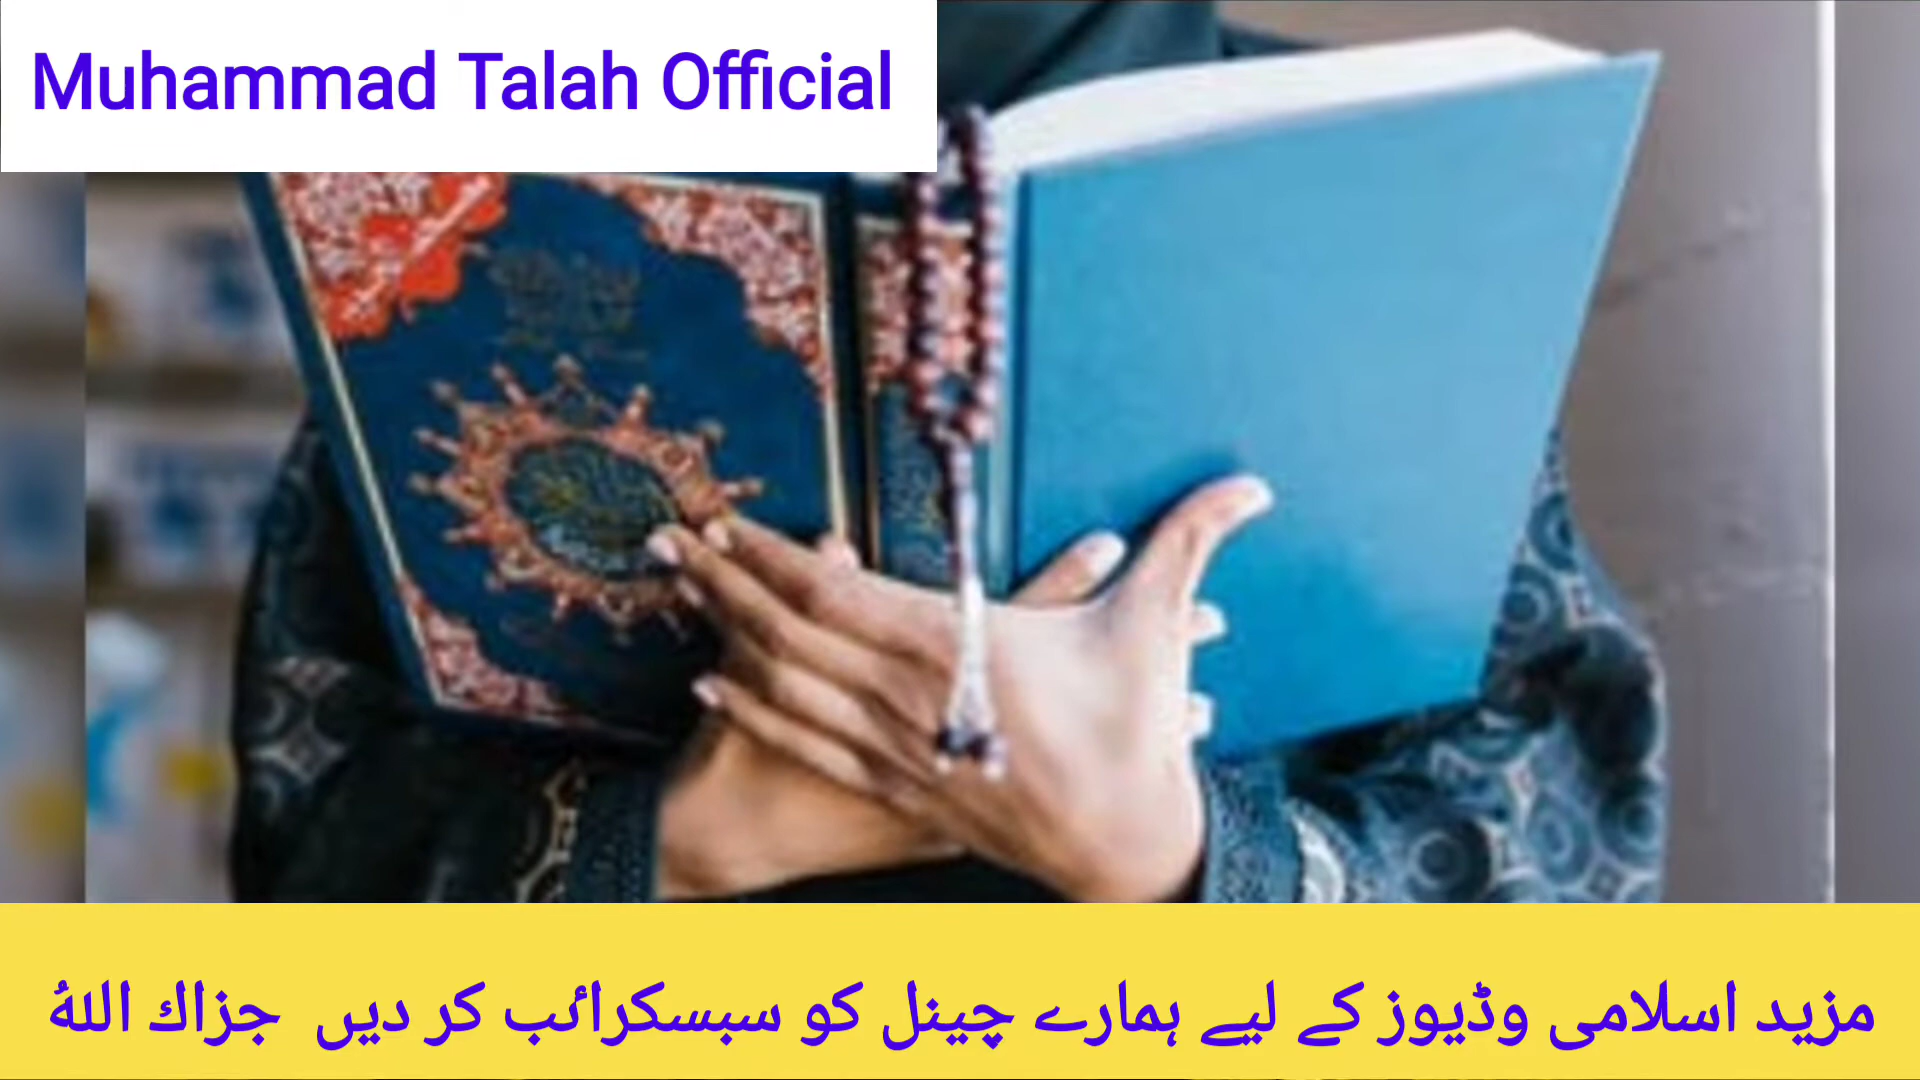 Muhammad Talah Official
مزید اسلامی وڈیوز کے لیے ہمارے چینل کو سبسکرائب کر دیں جزاك اللهُ